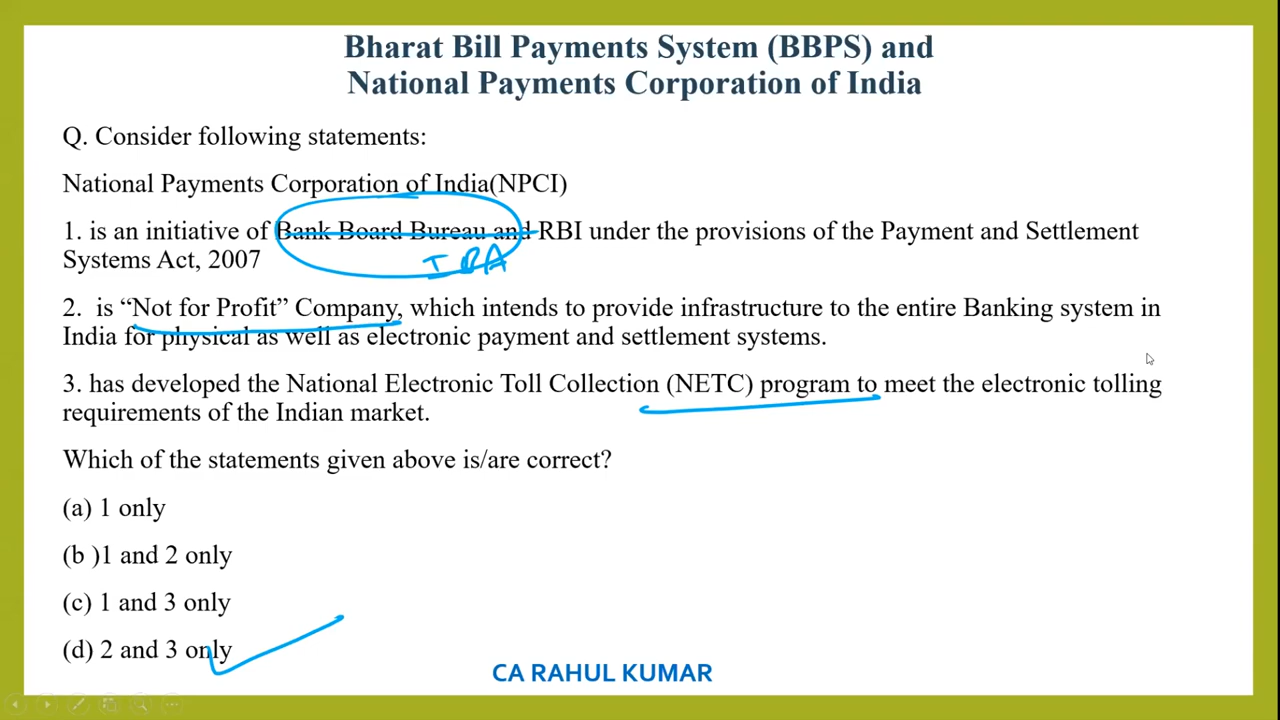 Bharat Bill Payments System (BBPS) and
National Payments Corporation of India
Q. Consider following statements:
National Payments Corporation of India(NPCI)
1. is an initiative of Bank Board Bureau and RBI under the provisions of the Payment and Settlement
IBA
Systems Act, 2007
2. is “Not for Profit” Company, which intends to provide infrastructure to the entire Banking system in
India for physical as well as electronic payment and settlement systems.
3. has developed the National Electronic Toll Collection (NETC) program to meet the electronic tolling
requirements of the Indian market.
Which of the statements given above is/are correct?
(a) 1 only
(b )1 and 2 only
(c) 1 and 3 only
(d) 2 and 3 only
CA RAHUL KUMAR